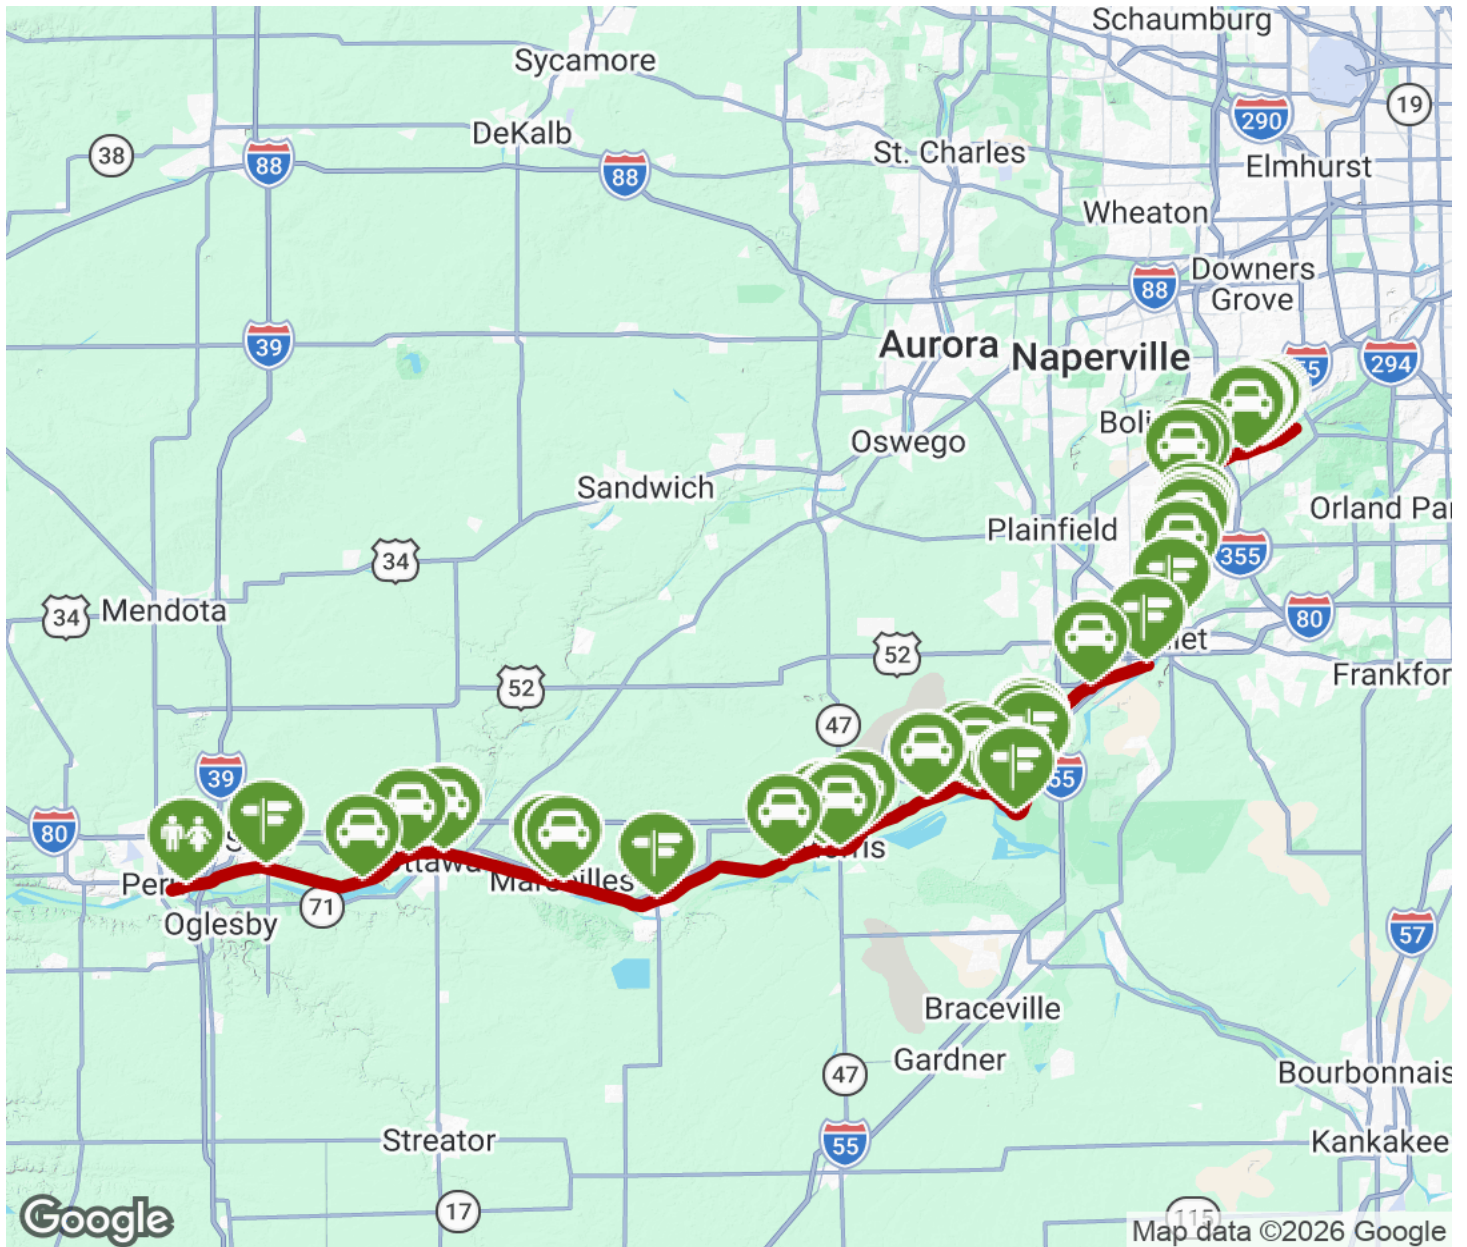 Schaumburg
Sycamore
19
290
DeKalb
38
St. Charles
88
88
Elmhurst
Wheaton
Downers
Grove
88
39
Aurora
Naperville
294
Oswego
Sandwich
Plainfield
34
355
34
Mendota
80
52
52
Frankfor
47
39
80
71
Oglesby
57
Braceville
Gardner
47
Bourbonnais
Streator
55
Kankakee
17
115
Google
Map data ©2026 Google